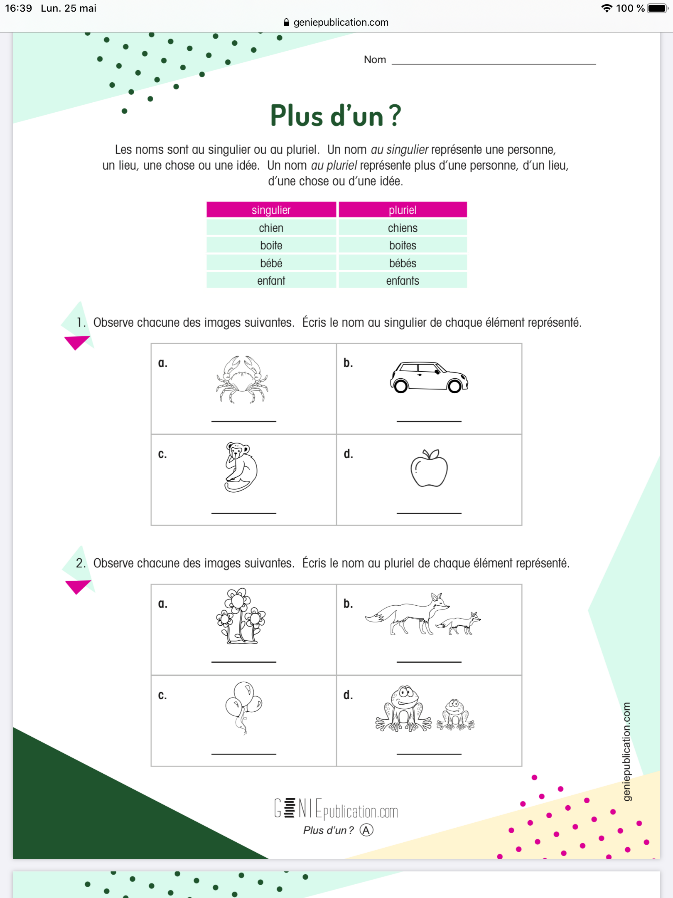 16:39 Lun. 25 mai
100 %
geniepublication.com
Nom
Plus d'un ?
Les noms sont au singulier ou au pluriel. Un nom au singulier représente une personne,
un lieu, une chose ou une idée. Un nom au pluriel représente plus d'une personne, d'un lieu,
d'une chose ou d'une idée.
singulier pluriel
chien chiens
boite boites
bébé bébés
enfant enfants
1. Observe chacune des images suivantes. Écris le nom au singulier de chaque élément représenté.
a. b.
c. d.
2. Observe chacune des images suivantes. Écris le nom au pluriel de chaque élément représenté.
a. b.
c. d.
geniepublication.com
GÉNIEpublication.com
Plus d'un ? A